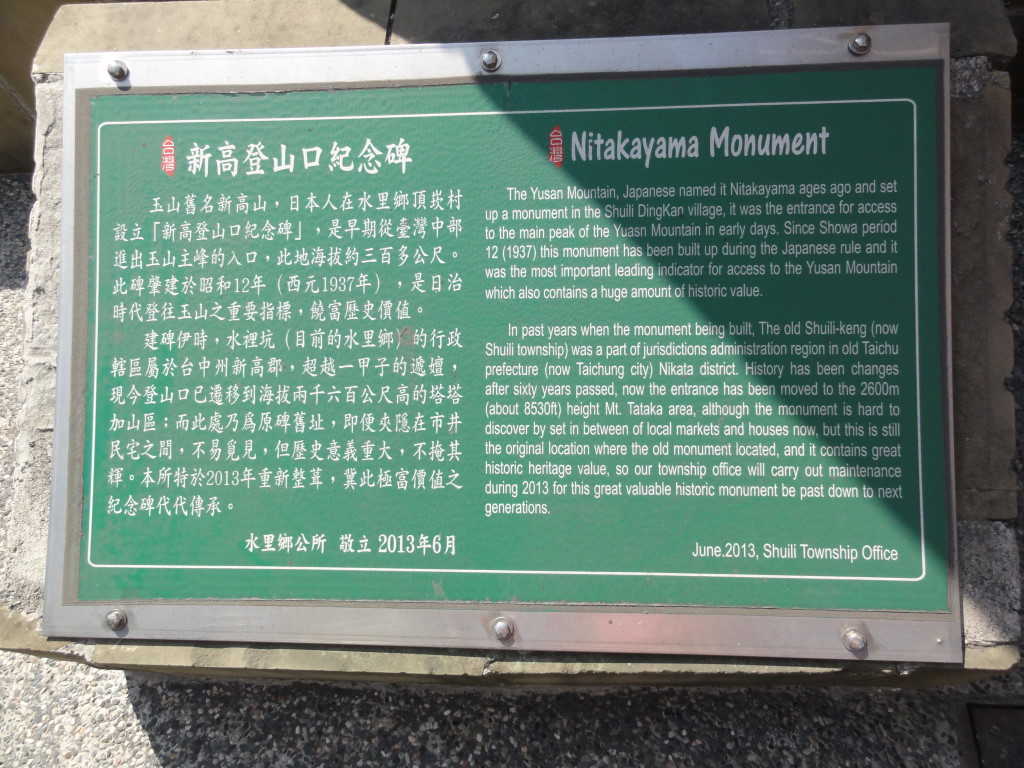 台灣
新高登山口紀念碑
玉山舊名新高山，日本人在水里鄉頂崁村
設立「新高登山口紀念碑」，是早期從臺灣中部
進出玉山主峰的入口，此地海拔約三百多公尺。
此碑肇建於昭和12年（西元1937年），是日治
時代登往玉山之重要指標，饒富歷史價值。
建碑伊時，水裡坑（目前的水里鄉）的行政
轄區屬於台中州新高郡，超越一甲子的遞嬗，
現今登山口已遷移到海拔兩千六百公尺高的塔塔
加山區；而此處乃爲原碑舊址，即便夾隱在市井
民宅之間，不易覓見，但歷史意義重大，不掩其
輝。本所特於2013年重新整葺，冀此極富價值之
紀念碑代代傳承。
水里鄉公所 敬立 2013年6月
台灣
Nitakayama Monument
The Yusan Mountain, Japanese named it Nitakayama ages ago and set
up a monument in the Shuili DingKan village, it was the entrance for access
to the main peak of the Yuasn Mountain in early days. Since Showa period
12 (1937) this monument has been built up during the Japanese rule and it
was the most important leading indicator for access to the Yusan Mountain
which also contains a huge amount of historic value.
In past years when the monument being built, The old Shuili-keng (now
Shuili township) was a part of jurisdictions administration region in old Taichu
prefecture (now Taichung city) Nikata district. History has been changes
after sixty years passed, now the entrance has been moved to the 2600m
(about 8530ft) height Mt. Tataka area, although the monument is hard to
discover by set in between of local markets and houses now, but this is still
the original location where the old monument located, and it contains great
historic heritage value, so our township office will carry out maintenance
during 2013 for this great valuable historic monument be past down to next
generations.
June.2013, Shuili Township Office